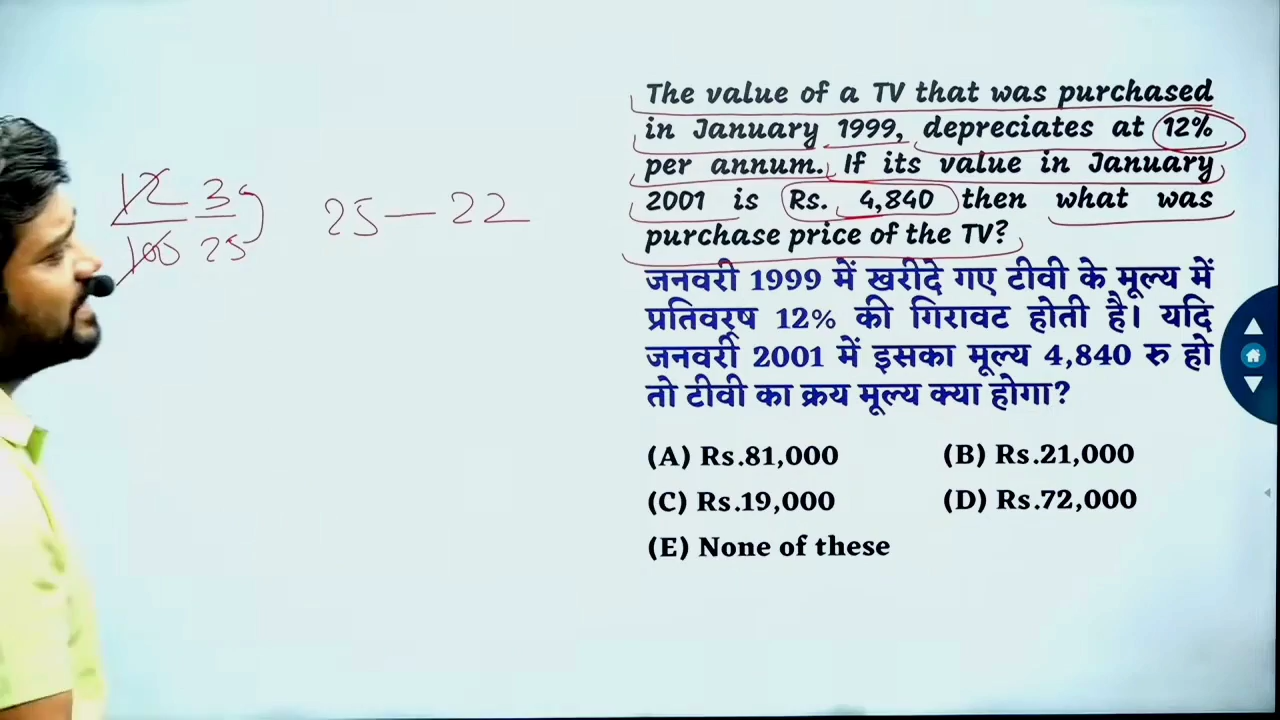 The value of a TV that was purchased
in January 1999, depreciates at 12%
per annum. If its value in January
2001 is Rs. 4,840 then what was
purchase price of the TV?
जनवरी 1999 में खरीदे गए टीवी के मूल्य में
प्रतिवर्ष 12% की गिरावट होती है। यदि
जनवरी 2001 में इसका मूल्य 4,840 रु हो
तो टीवी का क्रय मूल्य क्या होगा?
(A) Rs.81,000 (B) Rs.21,000
(C) Rs.19,000 (D) Rs.72,000
(E) None of these
12 3
100 25
25 — 22